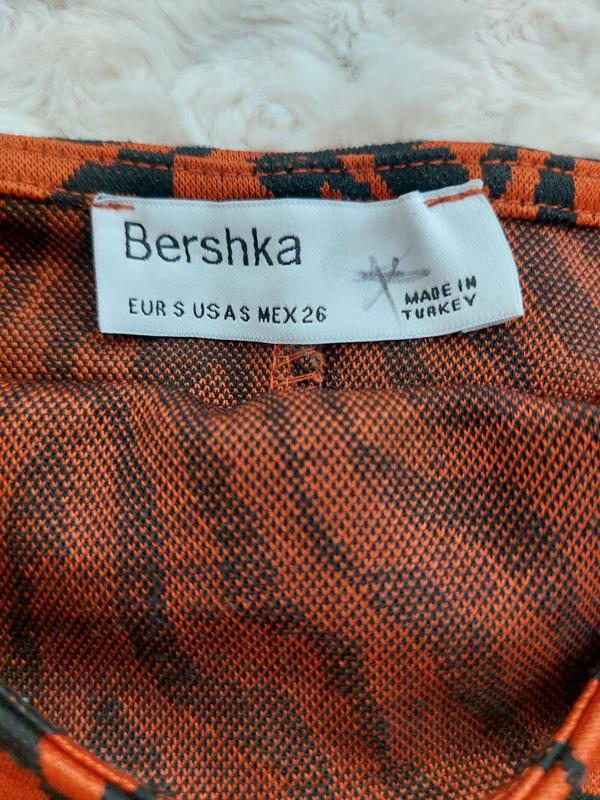 Bershka
EUR S USA S MEX 26
MADE IN
TURKEY